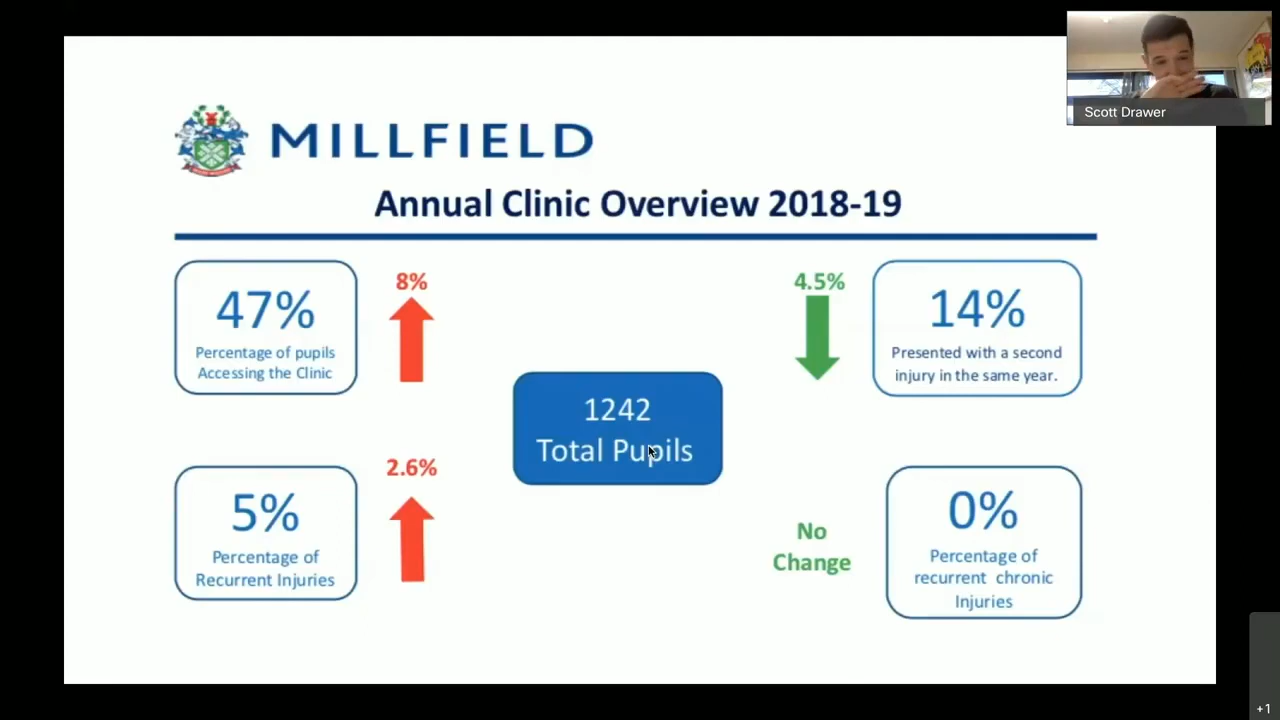 MILLFIELD
Annual Clinic Overview 2018-19
47%
Percentage of pupils
Accessing the Clinic
8%
4.5%
14%
Presented with a second
injury in the same year.
1242
Total Pupils
5%
Percentage of
Recurrent Injuries
2.6%
No
Change
0%
Percentage of
recurrent chronic
Injuries
Scott Drawer
+1